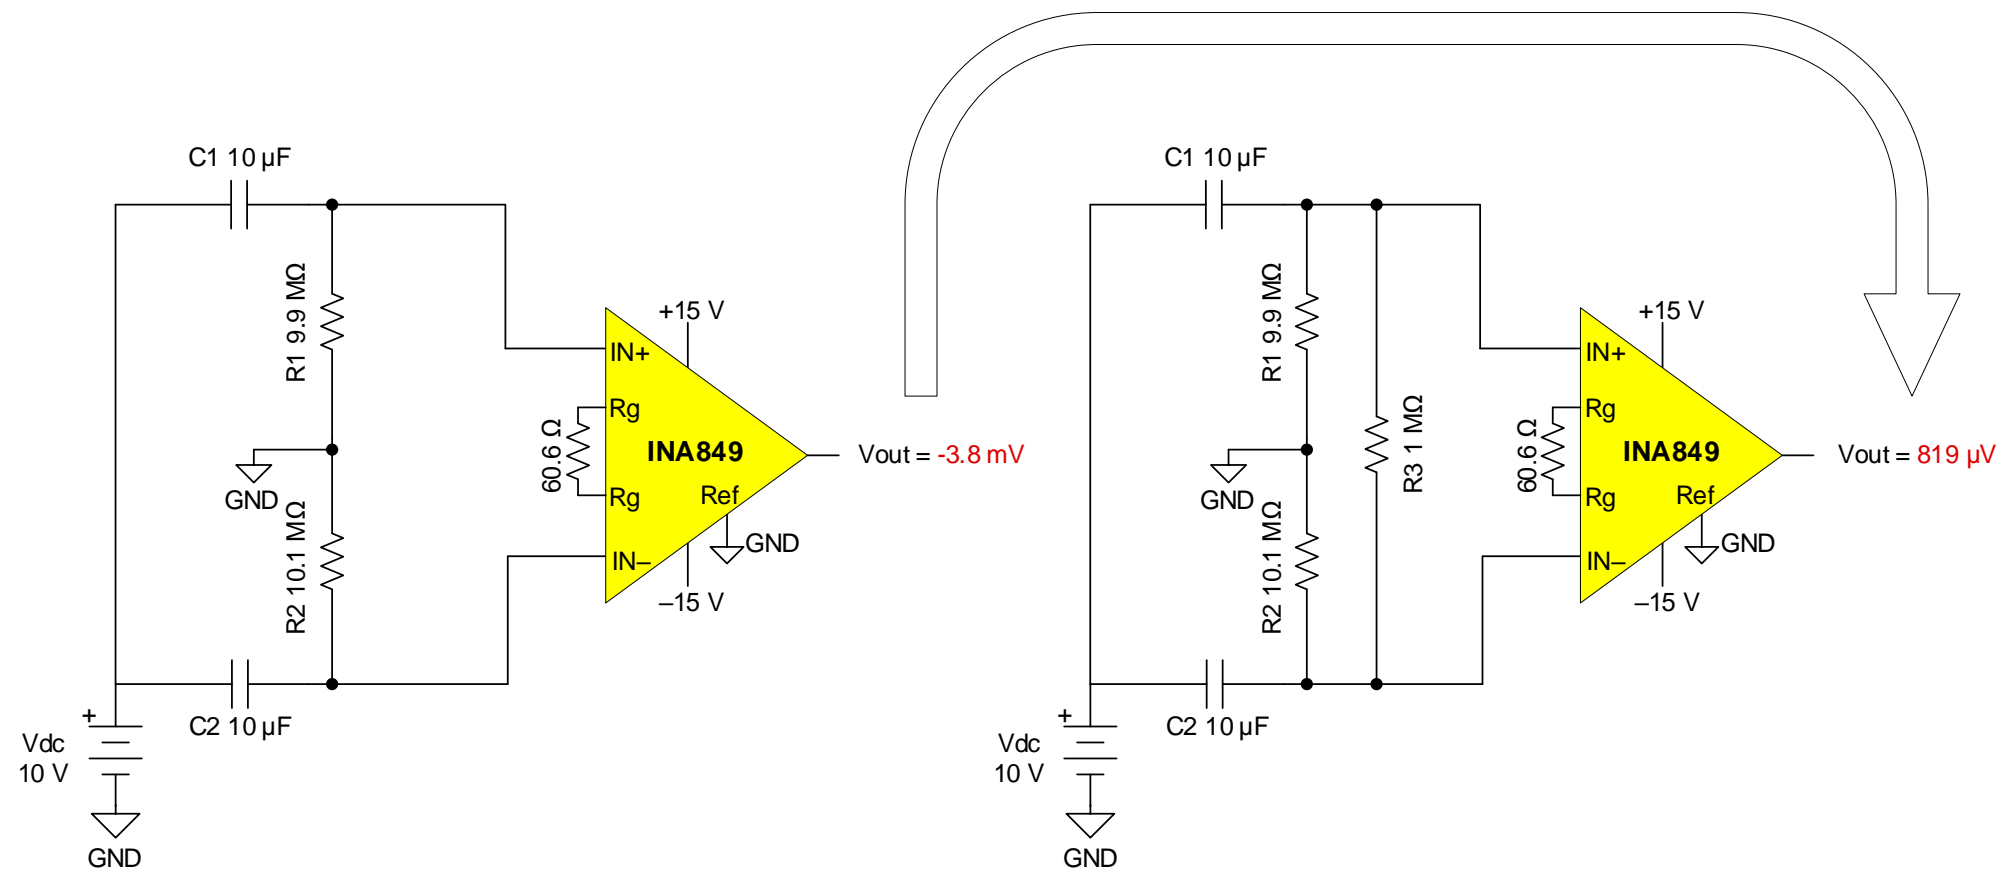 C1 10 µF
R1 9.9 MΩ
GND
R2 10.1 MΩ
C2 10 µF
+
Vdc
10 V
GND
+15 V
IN+
Rg
60.6 Ω
INA849
Rg
Ref
IN–
GND
–15 V
Vout = -3.8 mV
C1 10 µF
R1 9.9 MΩ
GND
R2 10.1 MΩ
R3 1 MΩ
C2 10 µF
+
Vdc
10 V
GND
+15 V
IN+
Rg
60.6 Ω
INA849
Rg
Ref
IN–
GND
–15 V
Vout = 819 µV